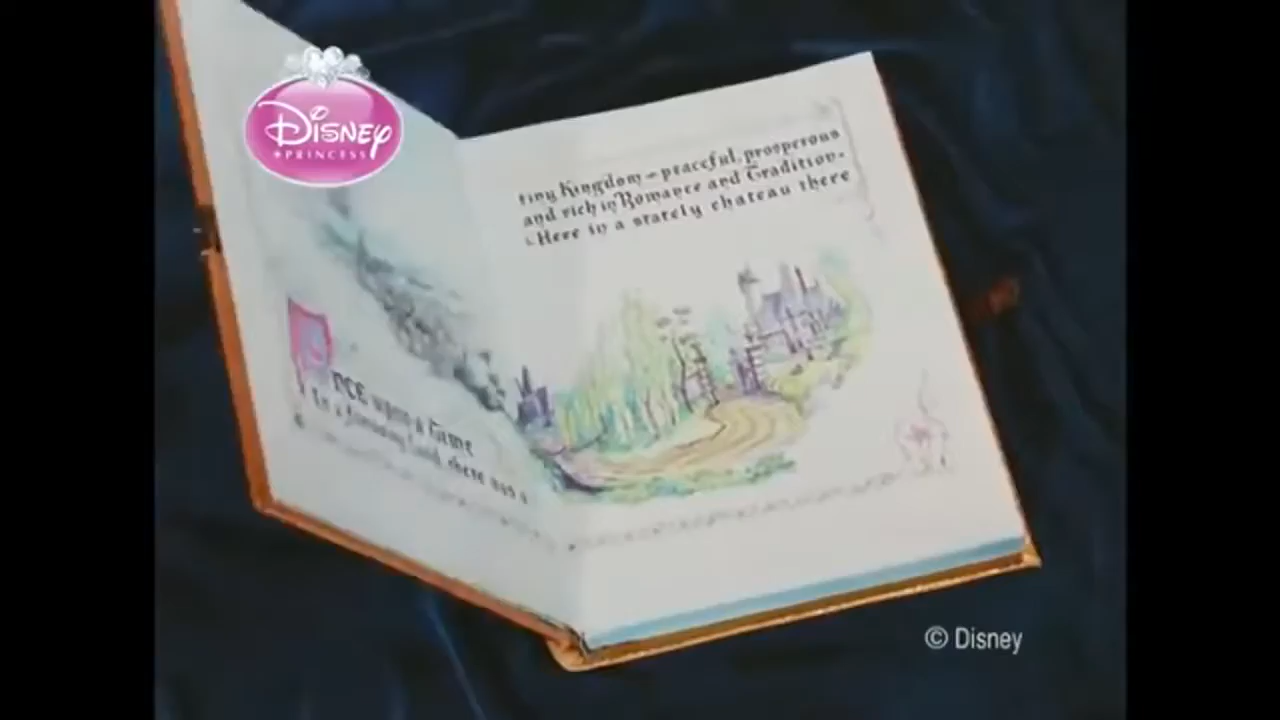 Disney
PRINCESS
NCE upon a Time
in a faraway land, there was a
tiny Kingdom — peaceful, prosperous
and rich in Romance and Tradition.
Here in a stately chateau there
© Disney